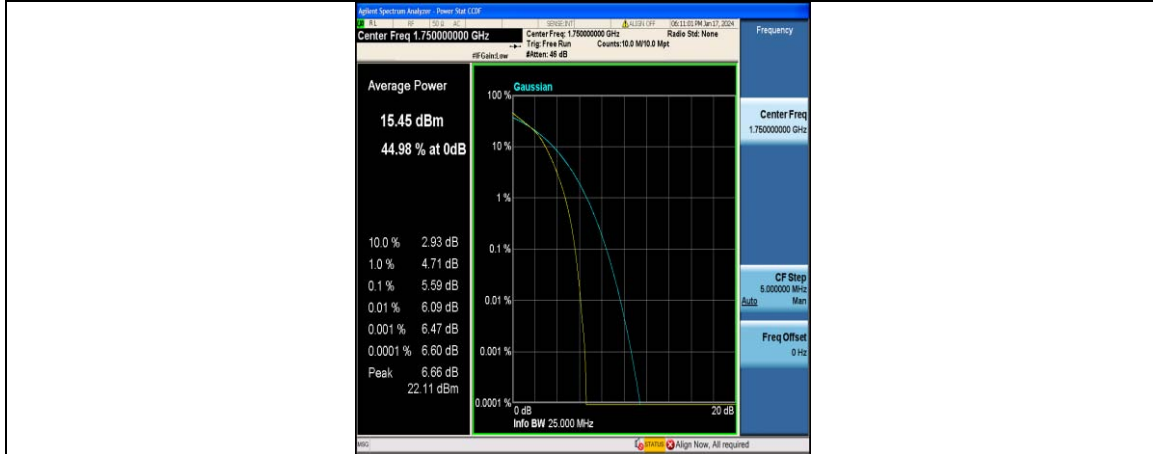 Agilent Spectrum Analyzer - Power Stat CCDF
RL RF 50 Ω AC SENSE:INT ALIGN OFF 06:11:01 PM Jan 17, 2024
Center Freq 1.750000000 GHz
Center Freq: 1.750000000 GHz Radio Std: None
Trig: Free Run Counts:10.0 M/10.0 Mpt
#IFGain:Low #Atten: 46 dB
Frequency
Average Power
15.45 dBm
44.98 % at 0dB
10.0 % 2.93 dB
1.0 % 4.71 dB
0.1 % 5.59 dB
0.01 % 6.09 dB
0.001 % 6.47 dB
0.0001 % 6.60 dB
Peak 6.66 dB
22.11 dBm
Gaussian
100 %
10 %
1 %
0.1 %
0.01 %
0.001 %
0.0001 %
0 dB 20 dB
Info BW 25.000 MHz
Center Freq
1.750000000 GHz
CF Step
5.000000 MHz
Auto Man
Freq Offset
0 Hz
MSG STATUS Align Now, All required